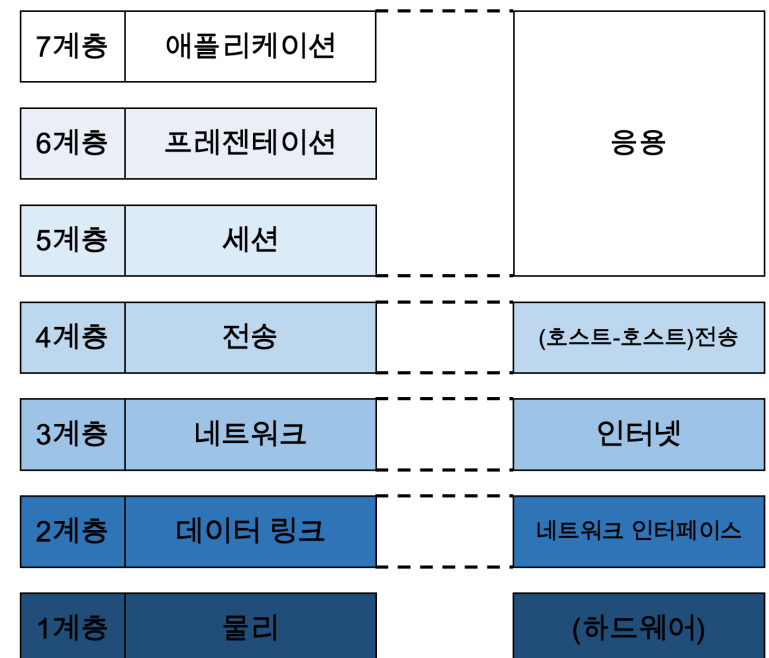 7계층 애플리케이션
응용
6계층 프레젠테이션
5계층 세션
4계층 전송 (호스트-호스트)전송
3계층 네트워크 인터넷
2계층 데이터 링크 네트워크 인터페이스
1계층 물리 (하드웨어)